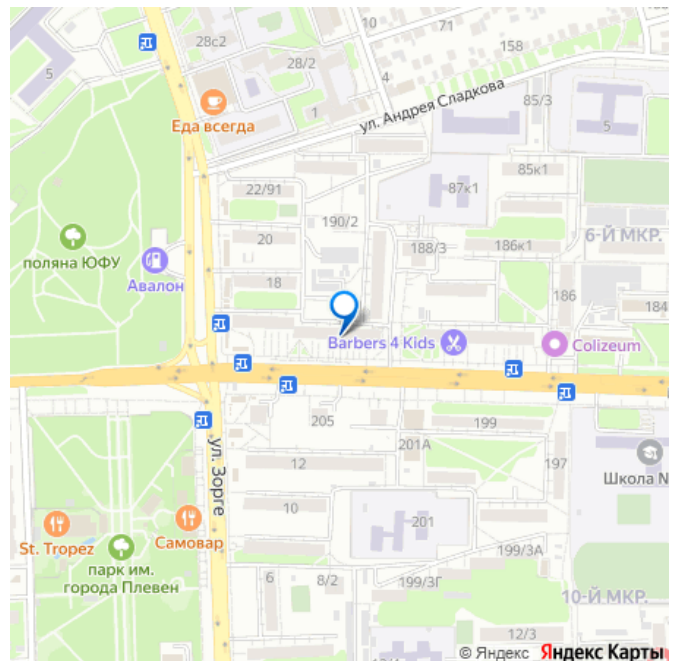 10
71
28с2
158
5
28/2
4
85/3
Еда всегда
1
ул. Андрея Сладкова
5
85к1
22/91
87к1
190/2
поляна ЮФУ
20
188/3
186к1
6-Й МКР.
Авалон
18
186
184
Barbers 4 Kids
Colizeum
205
199
201А
ул. Зорге
12
197
Школа №
10
201
St. Tropez
Самовар
199/3А
парк им.
города Плевен
6
8/2
199/3Г
10-Й МКР.
12/3
© Яндекс Яндекс Карты